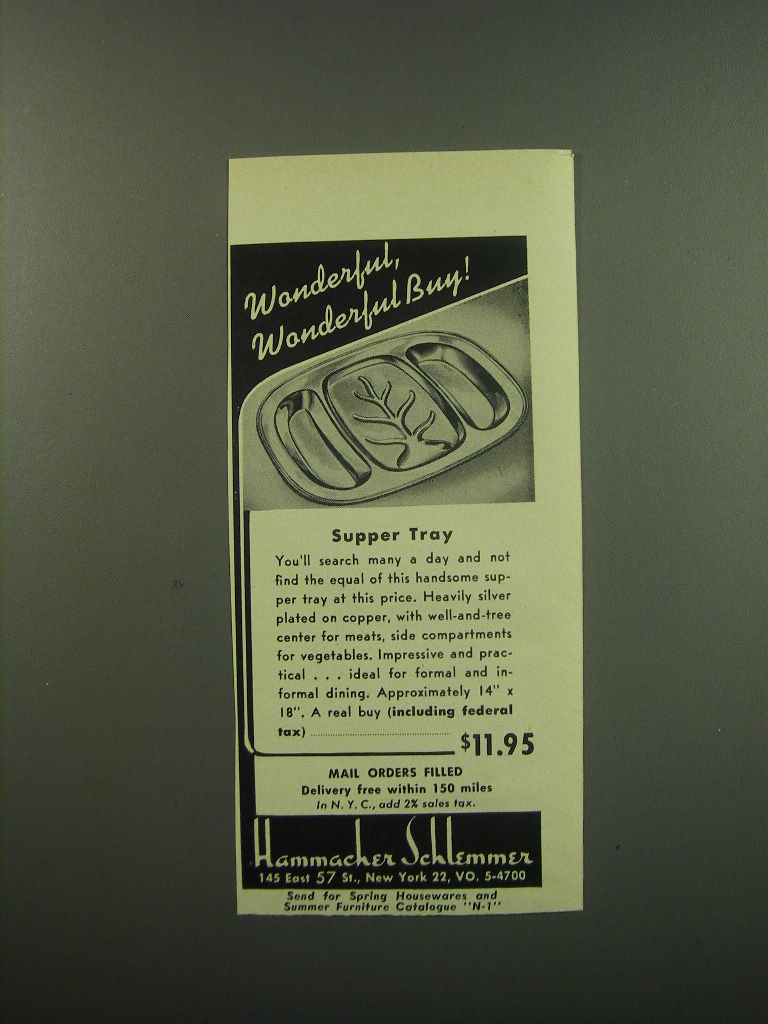 Wonderful,
Wonderful Buy!
Supper Tray
You'll search many a day and not
find the equal of this handsome sup-
per tray at this price. Heavily silver
plated on copper, with well-and-tree
center for meats, side compartments
for vegetables. Impressive and prac-
tical . . . ideal for formal and in-
formal dining. Approximately 14" x
18". A real buy (including federal
tax) ........................................ $11.95
MAIL ORDERS FILLED
Delivery free within 150 miles
In N. Y. C., add 2% sales tax.
Hammacher Schlemmer
145 East 57 St., New York 22, VO. 5-4700
Send for Spring Housewares and
Summer Furniture Catalogue "N-1"